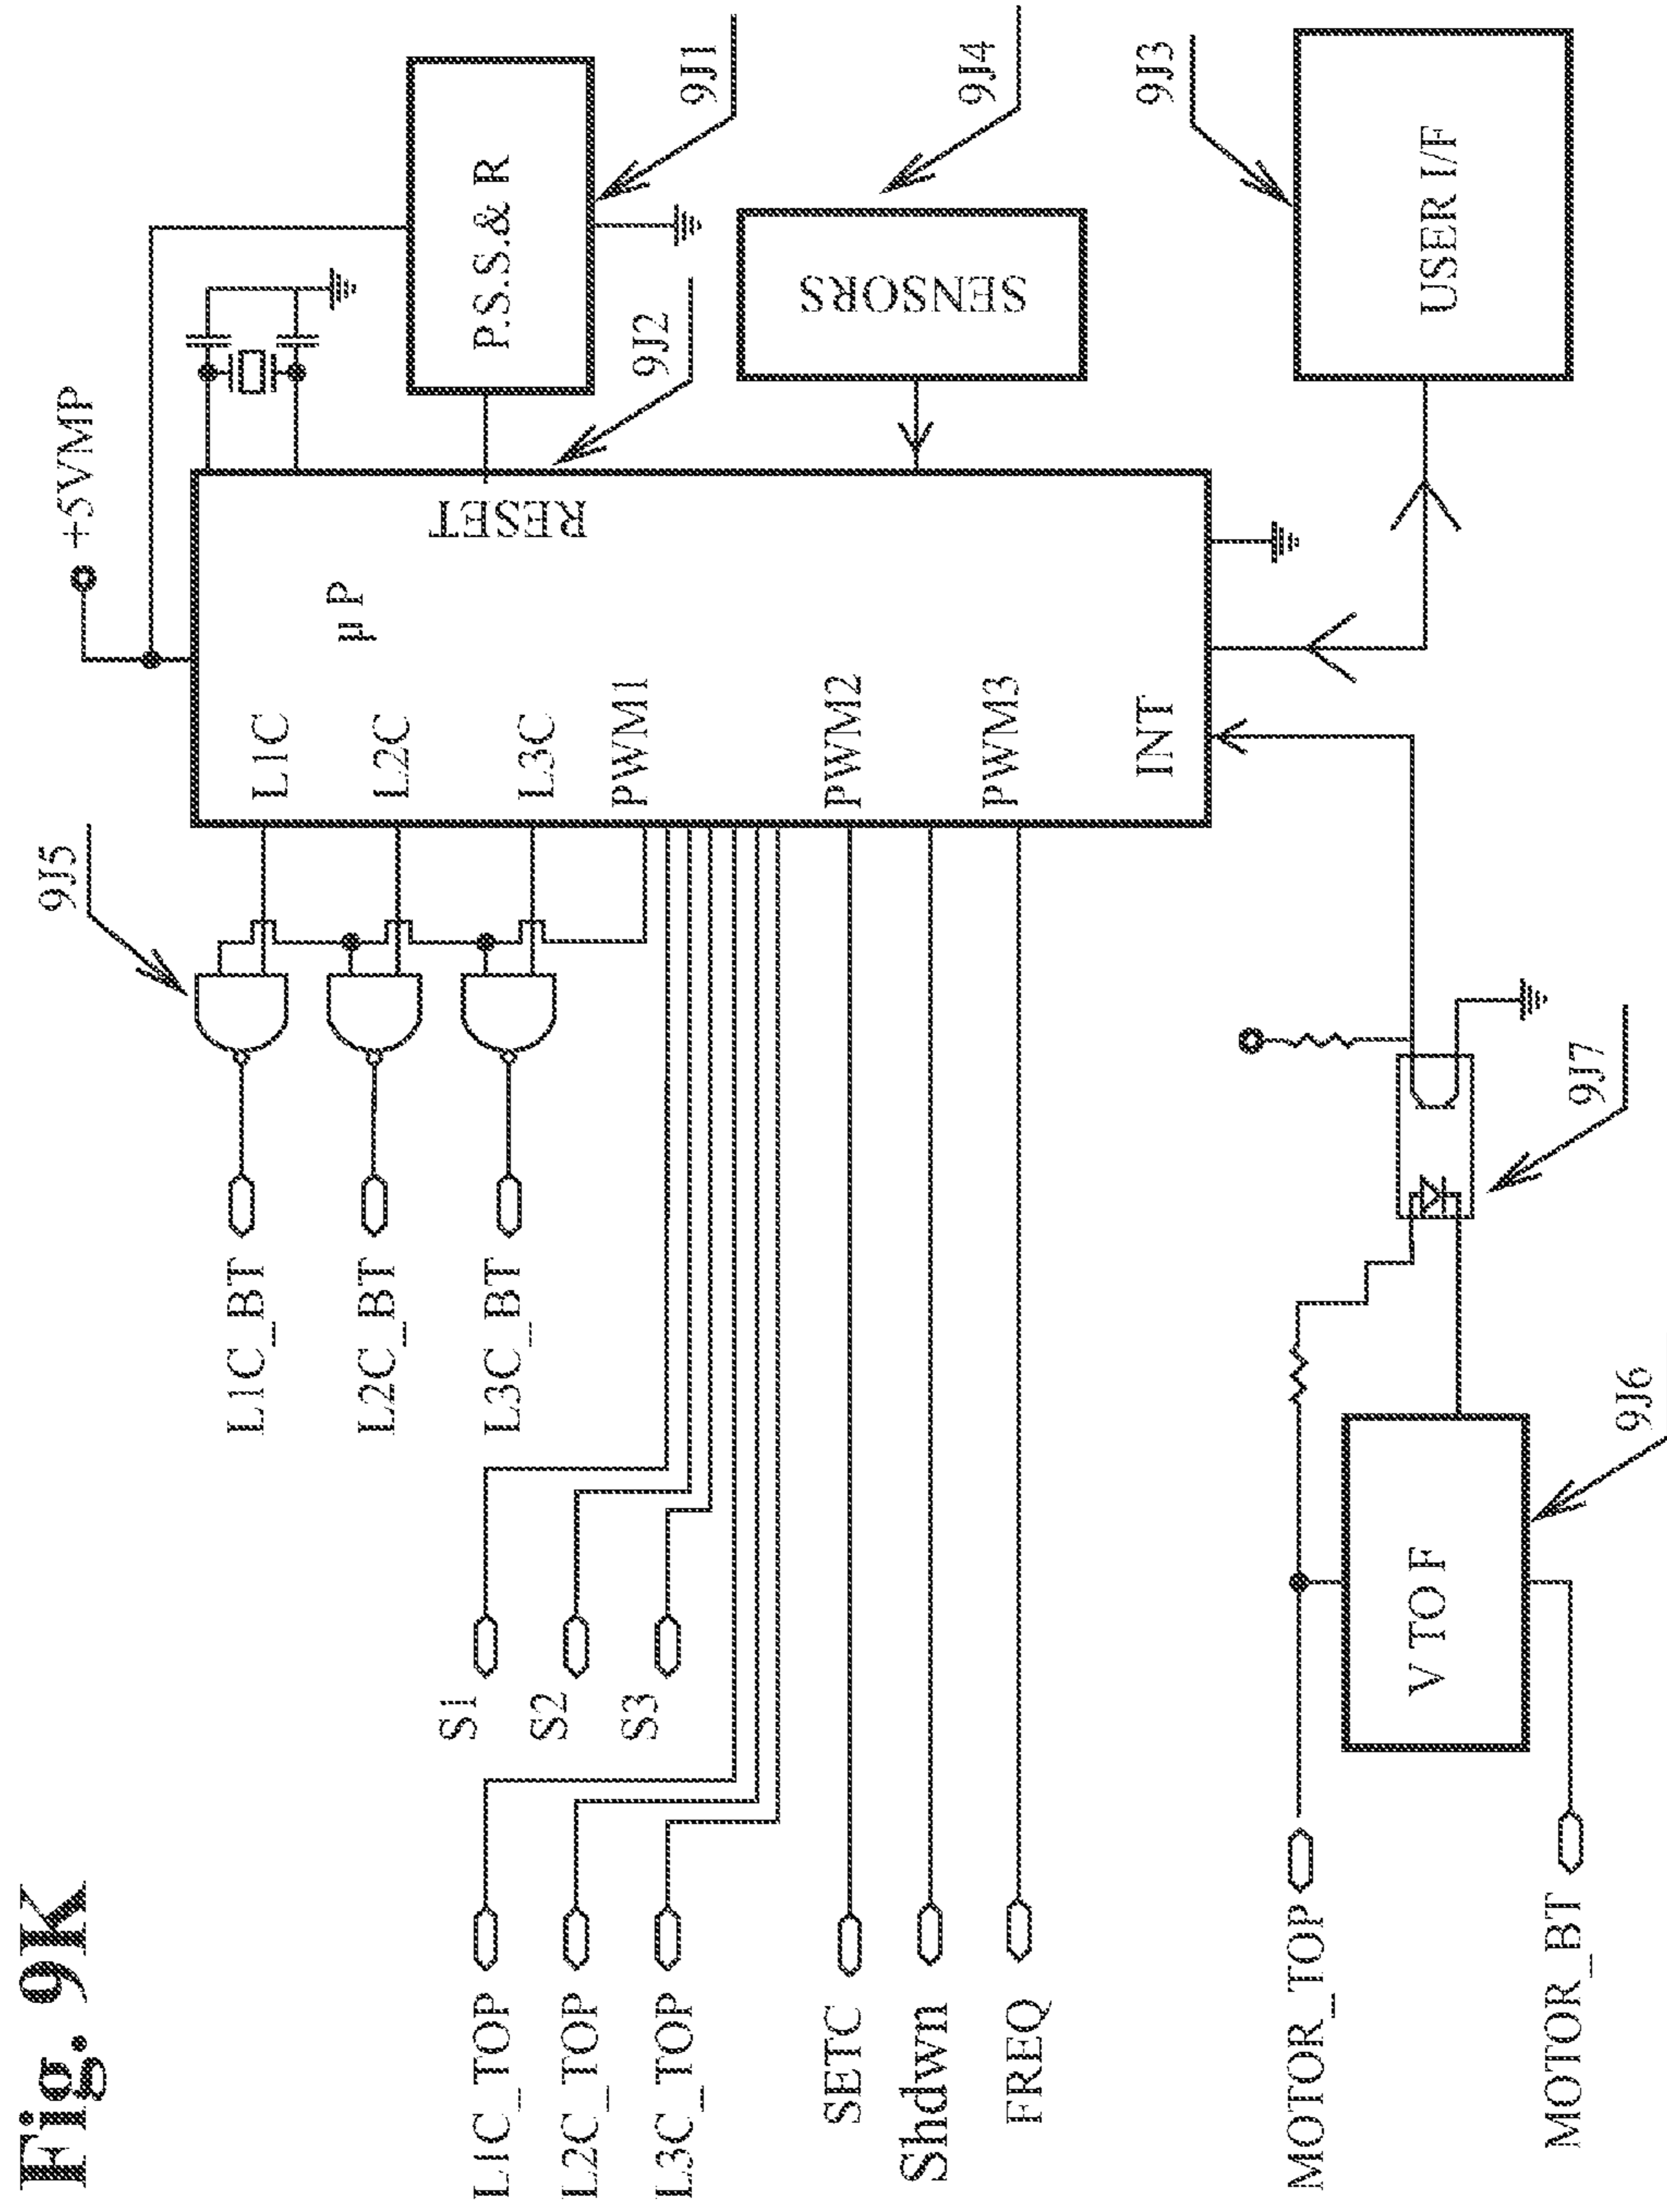 Fig. 9K
+5VMP
9J5
L1C
L2C
L3C
PWM1
PWM2
PWM3
INT
µP
RESET
P.S.S.& R
9J1
9J2
SENSORS
9J4
USER I/F
9J3
L1C_BT
L2C_BT
L3C_BT
S1
S2
S3
L1C_TOP
L2C_TOP
L3C_TOP
SETC
Shdwn
FREQ
MOTOR_TOP
MOTOR_BT
V TO F
9J6
9J7